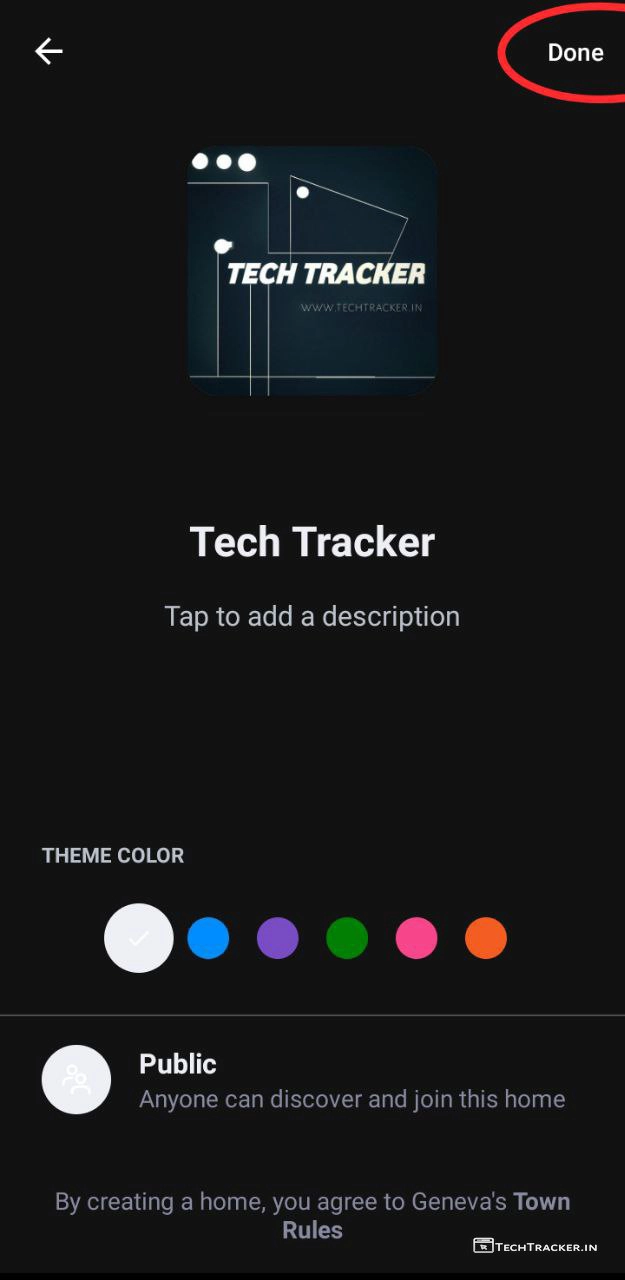 Done
TECH TRACKER
WWW.TECHTRACKER.IN
Tech Tracker
Tap to add a description
THEME COLOR
Public
Anyone can discover and join this home
By creating a home, you agree to Geneva's Town
Rules
TECHTRACKER.IN